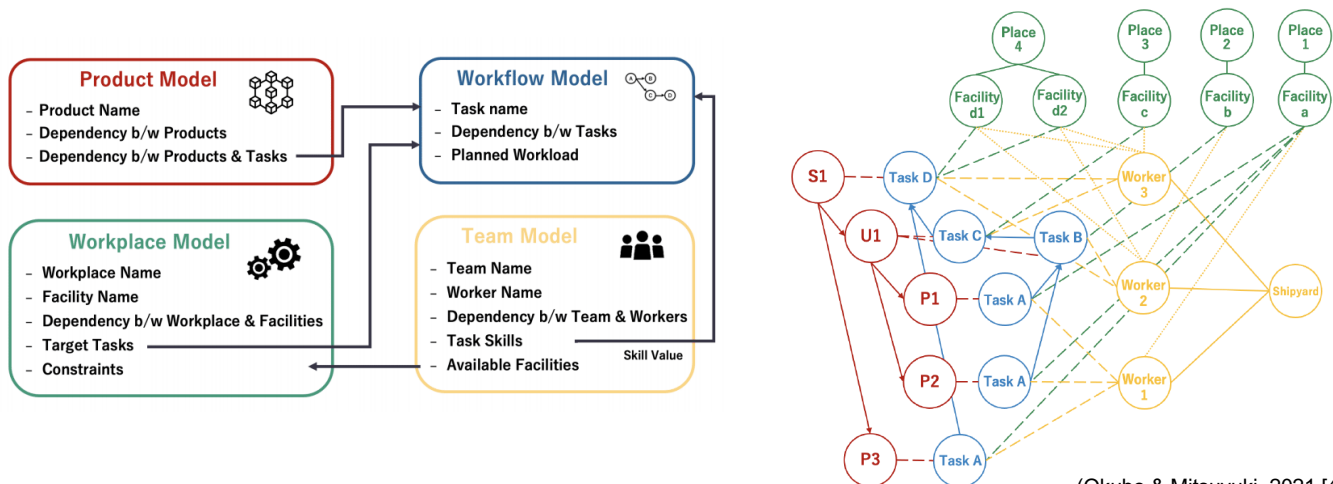 Product Model
- Product Name
- Dependency b/w Products
- Dependency b/w Products & Tasks
Workflow Model
A
B
C
D
- Task name
- Dependency b/w Tasks
- Planned Workload
Workplace Model
- Workplace Name
- Facility Name
- Dependency b/w Workplace & Facilities
- Target Tasks
- Constraints
Team Model
- Team Name
- Worker Name
- Dependency b/w Team & Workers
- Task Skills
- Available Facilities
Skill Value
Place
4
Place
3
Place
2
Place
1
Facility
d1
Facility
d2
Facility
c
Facility
b
Facility
a
S1
Task D
Worker
3
U1
Task C
Task B
P1
Task A
Worker
2
Shipyard
P2
Task A
Worker
1
P3
Task A